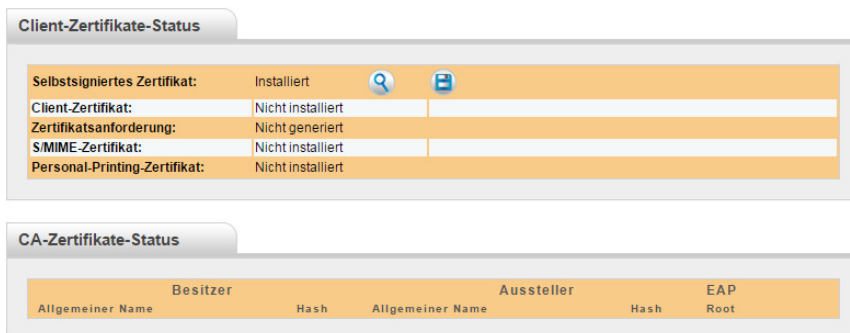 Client-Zertifikate-Status
Selbstsigniertes Zertifikat: Installiert
Client-Zertifikat: Nicht installiert
Zertifikatsanforderung: Nicht generiert
S/MIME-Zertifikat: Nicht installiert
Personal-Printing-Zertifikat: Nicht installiert
CA-Zertifikate-Status
Besitzer Aussteller EAP
Allgemeiner Name Hash Allgemeiner Name Hash Root